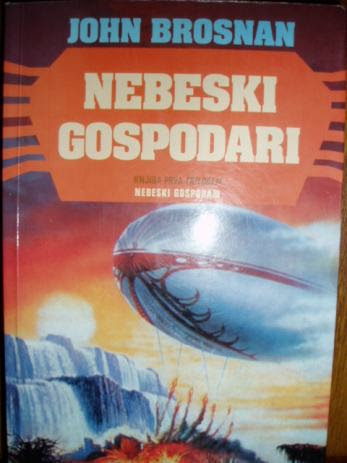 JOHN BROSNAN
NEBESKI
GOSPODARI
KNJIGA PRVA TRILOGIJE
NEBESKI GOSPODARI